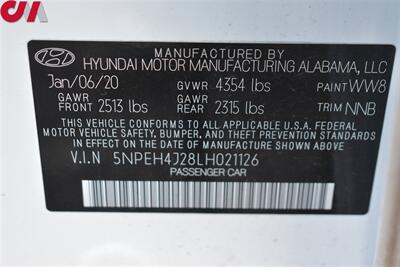 CIA
MANUFACTURED BY
HYUNDAI MOTOR MANUFACTURING ALABAMA, LLC
Jan/06/20 GVWR 4354 lbs PAINT WW8
GAWR FRONT 2513 lbs GAWR REAR 2315 lbs TRIM NNB
THIS VEHICLE CONFORMS TO ALL APPLICABLE
FEDERAL MOTOR VEHICLE
SAFETY, BUMPER, AND THEFT PREVENTION STANDARDS
IN EFFECT ON THE DATE OF MANUFACTURE SHOWN ABOVE.
V.I.N 5NPEH4J28LH021126
PASSENGER CAR